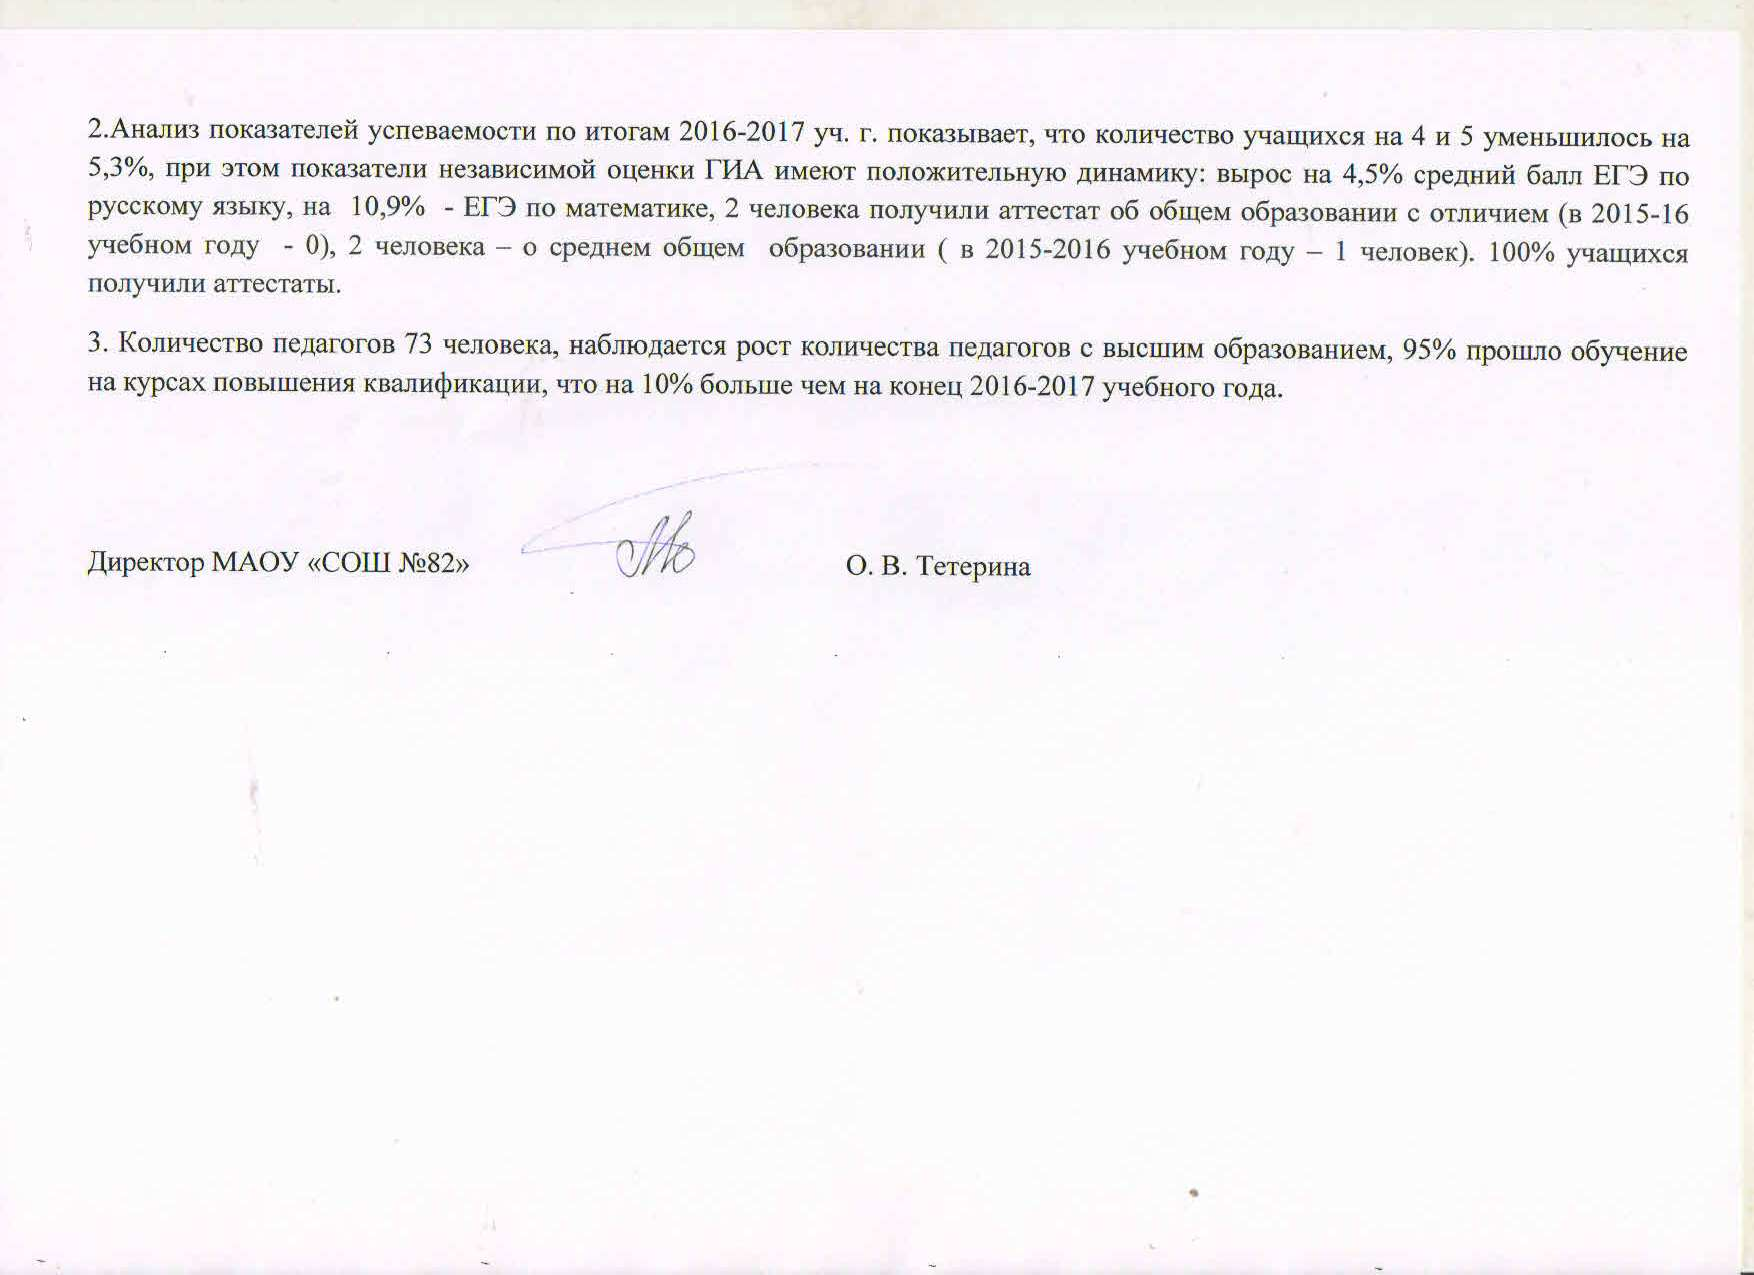 2.Анализ показателей успеваемости по итогам 2016-2017 уч. г. показывает, что количество учащихся на 4 и 5 уменьшилось на
5,3%, при этом показатели независимой оценки ГИА имеют положительную динамику: вырос на 4,5% средний балл ЕГЭ по
русскому языку, на 10,9% - ЕГЭ по математике, 2 человека получили аттестат об общем образовании с отличием (в 2015-16
учебном году - 0), 2 человека – о среднем общем образовании ( в 2015-2016 учебном году – 1 человек). 100% учащихся
получили аттестаты.
3. Количество педагогов 73 человека, наблюдается рост количества педагогов с высшим образованием, 95% прошло обучение
на курсах повышения квалификации, что на 10% больше чем на конец 2016-2017 учебного года.
Директор МАОУ «СОШ №82» О. В. Тетерина